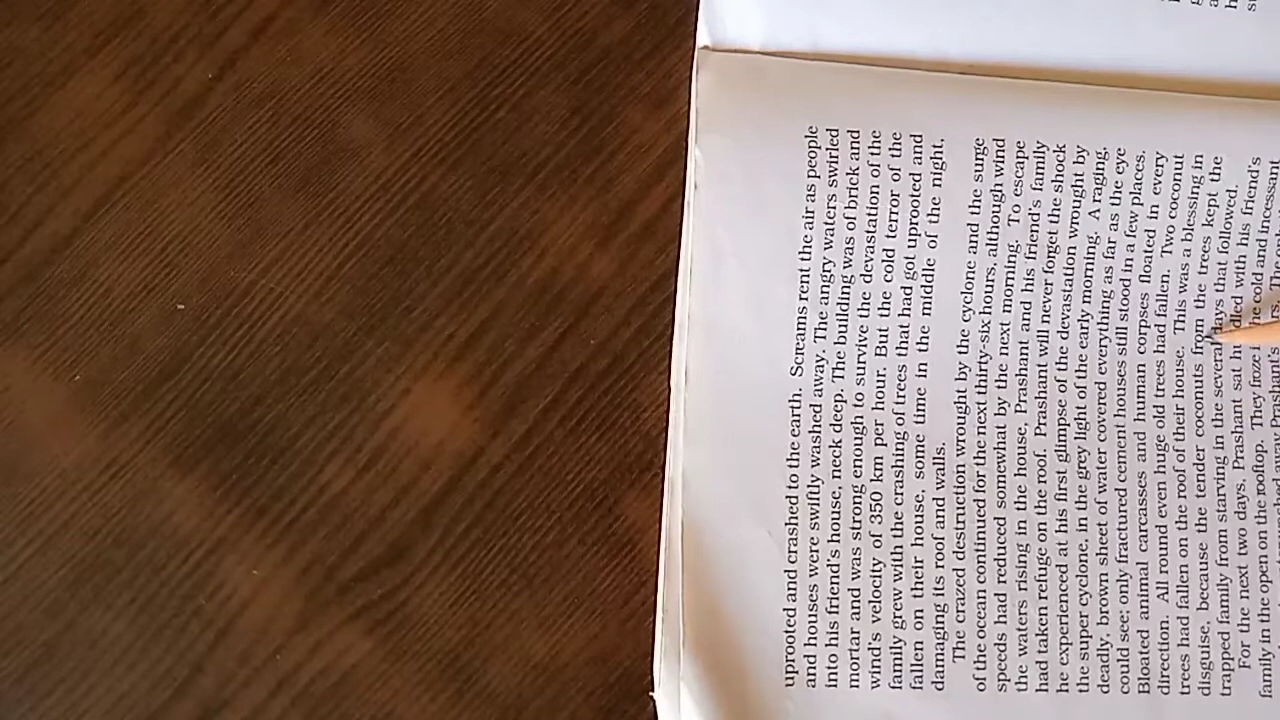 uprooted and crashed to the earth. Screams rent the air as people
and houses were swiftly washed away. The angry waters swirled
into his friend's house, neck deep. The building was of brick and
mortar and was strong enough to survive the devastation of the
wind's velocity of 350 km per hour. But the cold terror of the
family grew with the crashing of trees that had got uprooted and
fallen on their house, some time in the middle of the night,
damaging its roof and walls.
The crazed destruction wrought by the cyclone and the surge
of the ocean continued for the next thirty-six hours, although wind
speeds had reduced somewhat by the next morning. To escape
the waters rising in the house, Prashant and his friend's family
had taken refuge on the roof. Prashant will never forget the shock
he experienced at his first glimpse of the devastation wrought by
the super cyclone, in the grey light of the early morning. A raging,
deadly, brown sheet of water covered everything as far as the eye
could see; only fractured cement houses still stood in a few places.
Bloated animal carcasses and human corpses floated in every
direction. All round even huge old trees had fallen. Two coconut
trees had fallen on the roof of their house. This was a blessing in
disguise, because the tender coconuts from the trees kept the
trapped family from starving in the several days that followed.
For the next two days, Prashant sat huddled with his friend's
family in the open on the rooftop. They froze in the cold and incessant